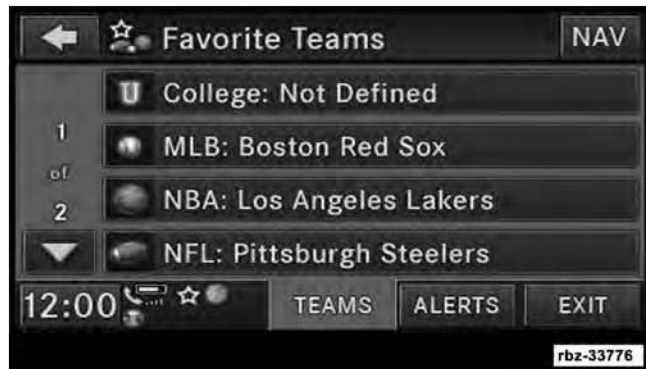 Favorite Teams NAV
U College: Not Defined
1 of 2
MLB: Boston Red Sox
NBA: Los Angeles Lakers
NFL: Pittsburgh Steelers
12:00 TEAMS ALERTS EXIT
rbz-33776